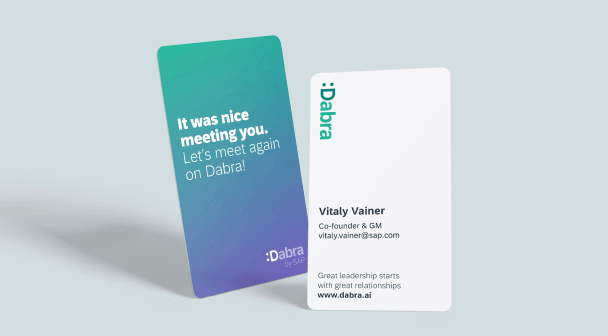 It was nice
meeting you.
Let's meet again
on Dabra!
:Dabra
by SAP
:Dabra
Vitaly Vainer
Co-founder & GM
vitaly.vainer@sap.com
Great leadership starts
with great relationships
www.dabra.ai